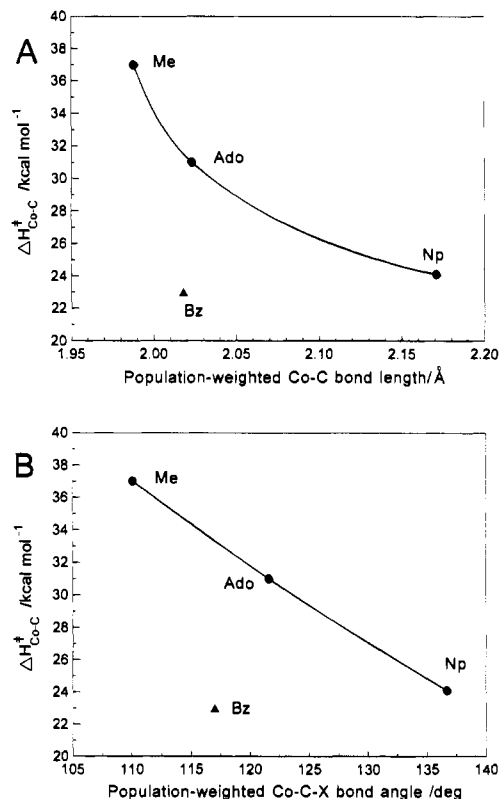 A
40
38
36
34
32
30
28
26
24
22
20
ΔH‡Co-C /kcal mol⁻¹
Me
Ado
Np
Bz
1.95 2.00 2.05 2.10 2.15 2.20
Population-weighted Co-C bond length/Å
B
40
38
36
34
32
30
28
26
24
22
20
ΔH‡Co-C /kcal mol⁻¹
Me
Ado
Np
Bz
105 110 115 120 125 130 135 140
Population-weighted Co-C-X bond angle /deg